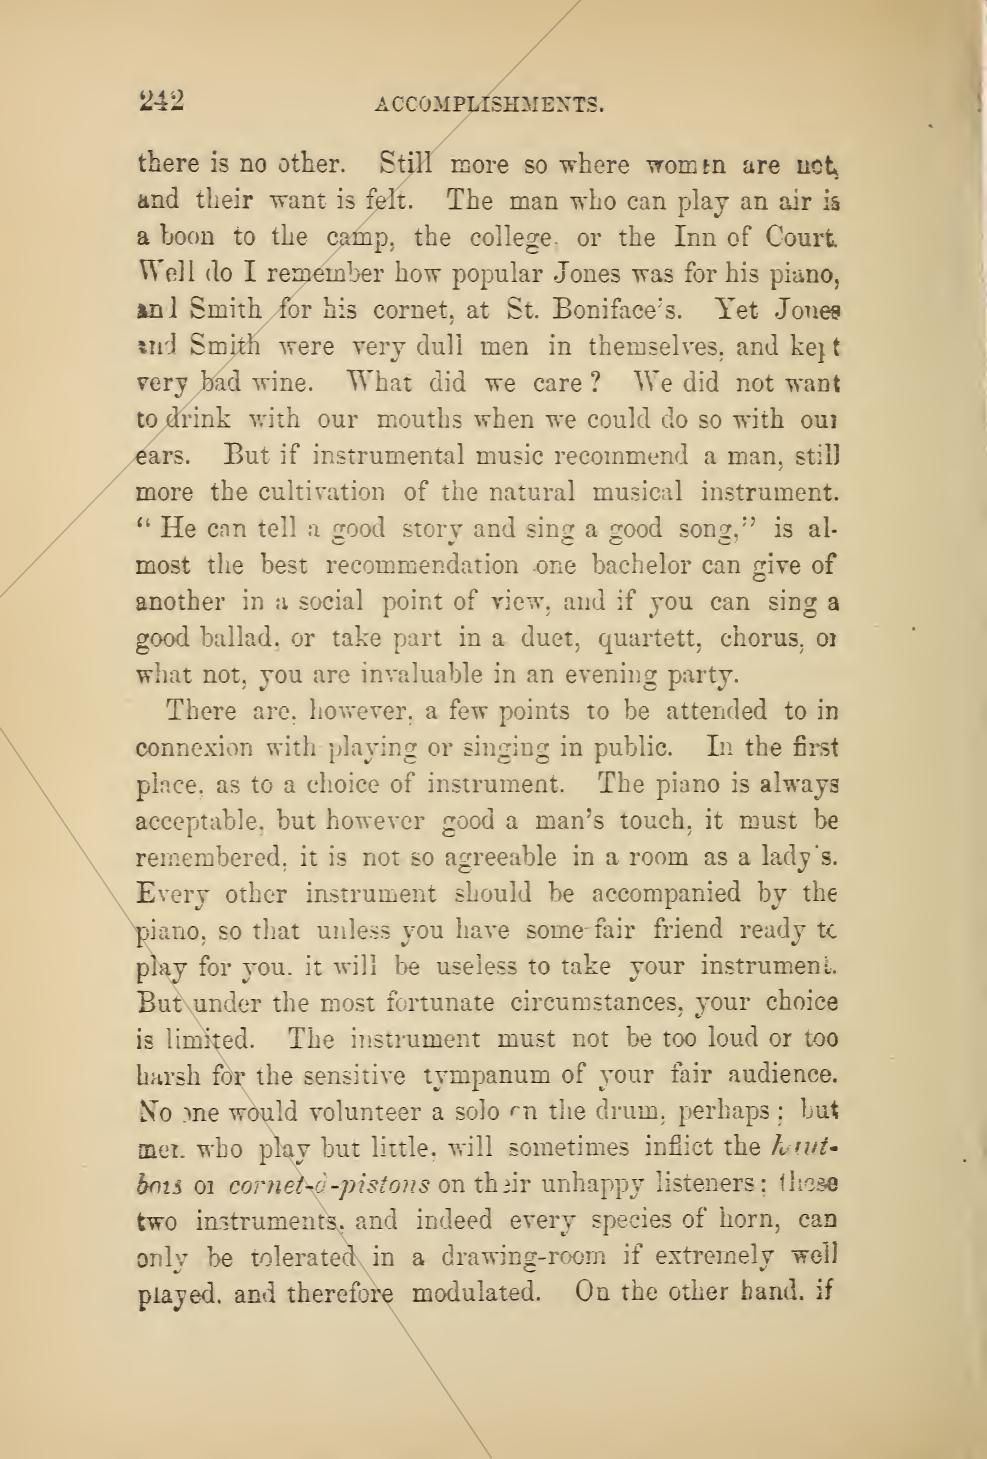 242 ACCOMPLISHMENTS.
there is no other. Still more so where women are not,
and their want is felt. The man who can play an air is
a boon to the camp, the college, or the Inn of Court.
Well do I remember how popular Jones was for his piano,
and Smith for his cornet, at St. Boniface's. Yet Jones
and Smith were very dull men in themselves, and kept
very bad wine. What did we care? We did not want
to drink with our mouths when we could do so with our
ears. But if instrumental music recommend a man, still
more the cultivation of the natural musical instrument.
“He can tell a good story and sing a good song,” is al-
most the best recommendation one bachelor can give of
another in a social point of view, and if you can sing a
good ballad, or take part in a duet, quartett, chorus, or
what not, you are invaluable in an evening party.
There are, however, a few points to be attended to in
connexion with playing or singing in public. In the first
place, as to a choice of instrument. The piano is always
acceptable, but however good a man's touch, it must be
remembered, it is not so agreeable in a room as a lady's.
Every other instrument should be accompanied by the
piano, so that unless you have some fair friend ready to
play for you, it will be useless to take your instrument.
But under the most fortunate circumstances, your choice
is limited. The instrument must not be too loud or too
harsh for the sensitive tympanum of your fair audience.
No one would volunteer a solo on the drum, perhaps; but
men who play but little, will sometimes inflict the haut-
bois or cornet-à-pistons on their unhappy listeners; these
two instruments, and indeed every species of horn, can
only be tolerated in a drawing-room if extremely well
played, and therefore modulated. On the other hand, if